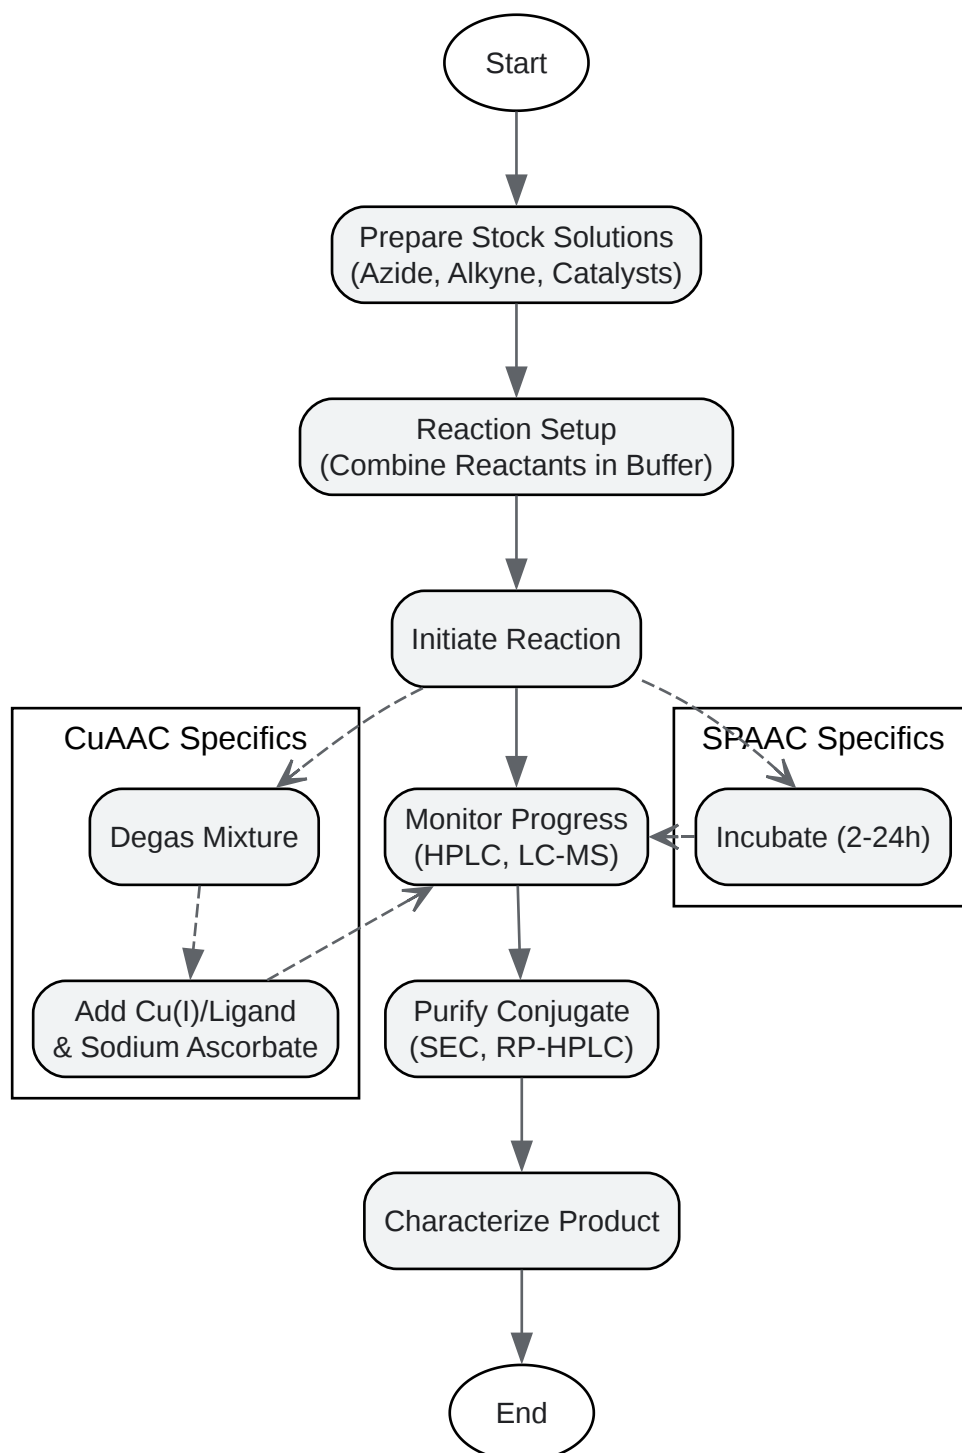 Start
Prepare Stock Solutions
(Azide, Alkyne, Catalysts)
Reaction Setup
(Combine Reactants in Buffer)
Initiate Reaction
CuAAC Specifics
Degas Mixture
Add Cu(I)/Ligand
& Sodium Ascorbate
SPAAC Specifics
Incubate (2-24h)
Monitor Progress
(HPLC, LC-MS)
Purify Conjugate
(SEC, RP-HPLC)
Characterize Product
End